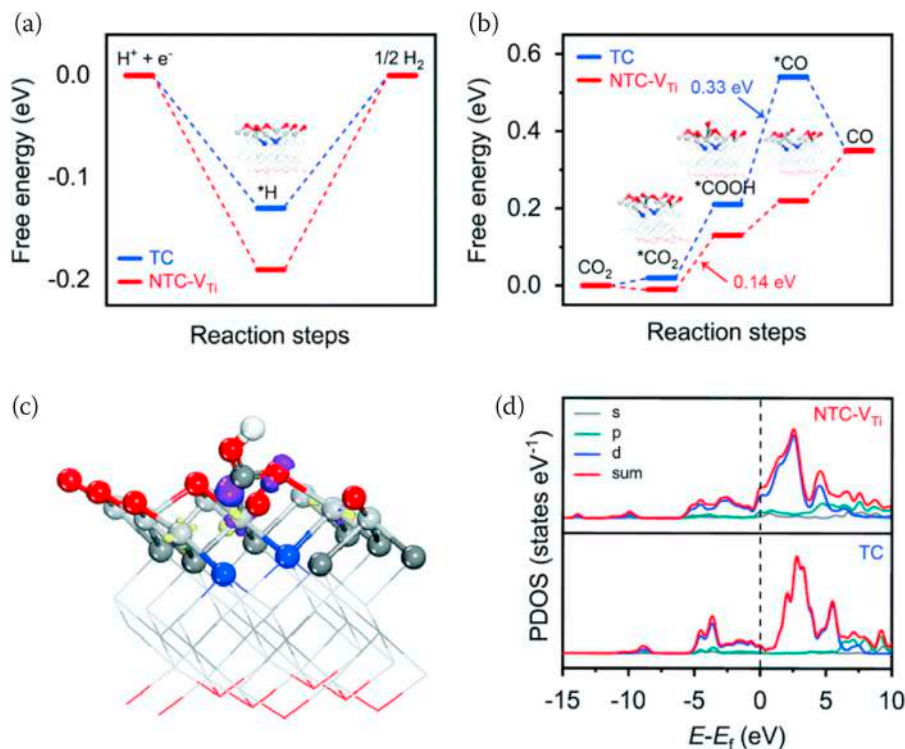 (a)
Free energy (eV)
0.0
-0.1
-0.2
H⁺ + e⁻
1/2 H₂
*H
TC
NTC-V_Ti
Reaction steps
(b)
Free energy (eV)
0.6
0.4
0.2
0.0
TC
NTC-V_Ti
*CO
0.33 eV
CO
*COOH
*CO₂
CO₂
0.14 eV
Reaction steps
(c)
(d)
PDOS (states eV⁻¹)
s
p
d
sum
NTC-V_Ti
TC
-15
-10
-5
0
5
10
E-E_f (eV)